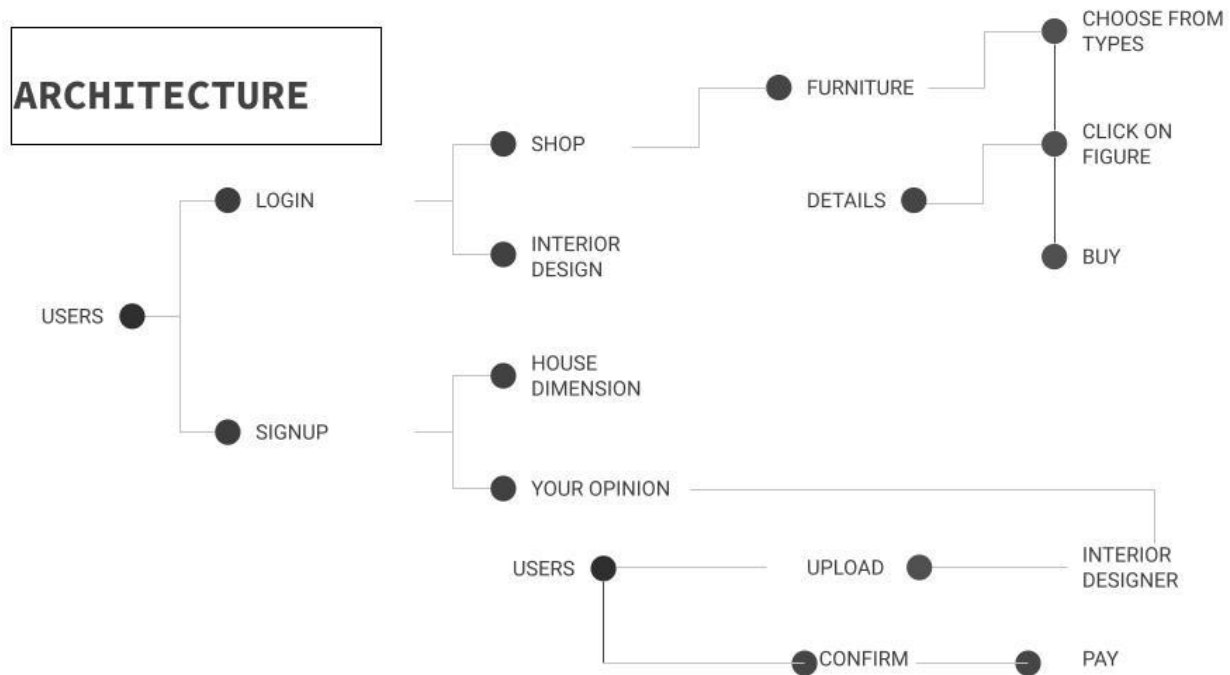 ARCHITECTURE
CHOOSE FROM
TYPES
FURNITURE
SHOP
CLICK ON
FIGURE
LOGIN
DETAILS
INTERIOR
DESIGN
BUY
USERS
HOUSE
DIMENSION
SIGNUP
YOUR OPINION
USERS
UPLOAD
INTERIOR
DESIGNER
CONFIRM
PAY